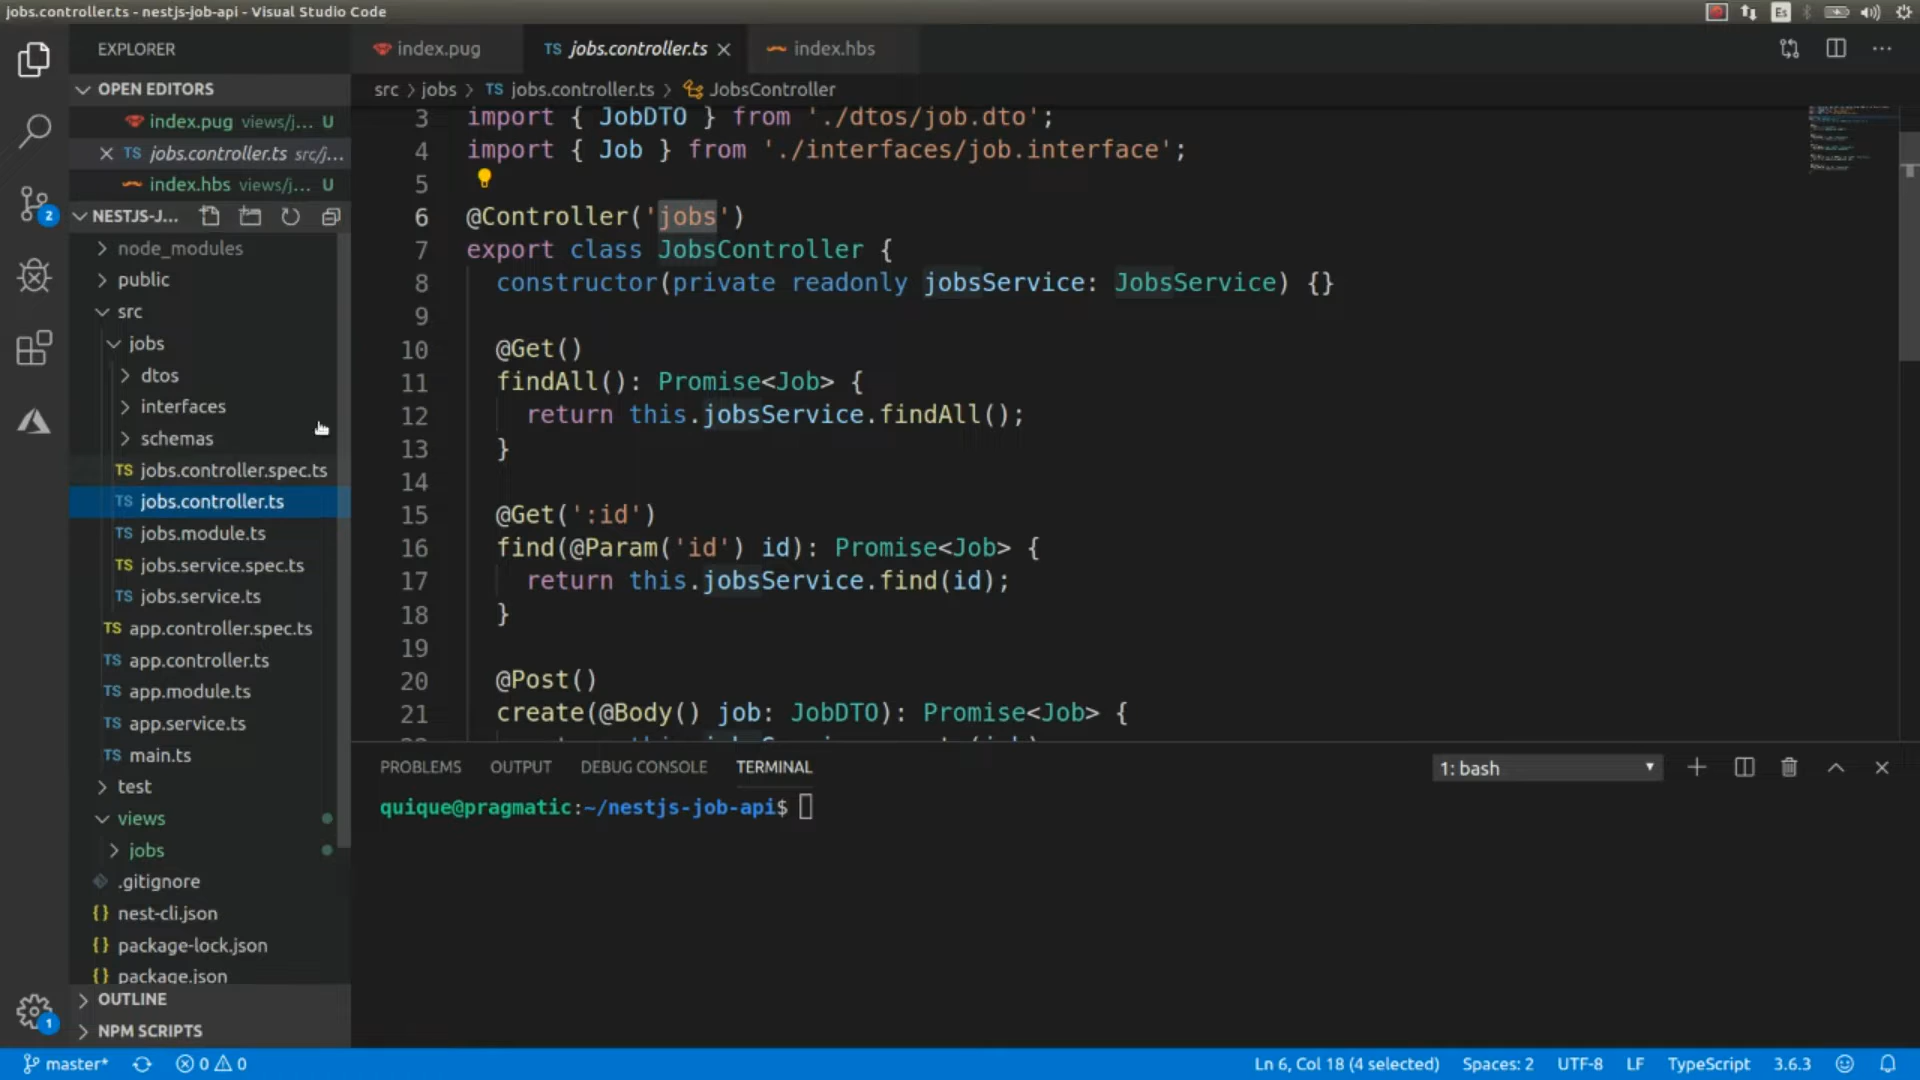 jobs.controller.ts - nestjs-job-api - Visual Studio Code
Es
EXPLORER
index.pug
TS jobs.controller.ts
index.hbs
OPEN EDITORS
src > jobs > TS jobs.controller.ts > JobsController
index.pug views/j... U
TS jobs.controller.ts src/j...
index.hbs views/j... U
NESTJS-J...
node_modules
public
src
jobs
dtos
interfaces
schemas
TS jobs.controller.spec.ts
TS jobs.controller.ts
TS jobs.module.ts
TS jobs.service.spec.ts
TS jobs.service.ts
TS app.controller.spec.ts
TS app.controller.ts
TS app.module.ts
TS app.service.ts
TS main.ts
test
views
jobs
.gitignore
{} nest-cli.json
{} package-lock.json
{} package.json
OUTLINE
NPM SCRIPTS
2
1
3 import { JobDTO } from './dtos/job.dto';
4 import { Job } from './interfaces/job.interface';
5
6 @Controller('jobs')
7 export class JobsController {
8 constructor(private readonly jobsService: JobsService) {}
9
10 @Get()
11 findAll(): Promise<Job> {
12 return this.jobsService.findAll();
13 }
14
15 @Get(':id')
16 find(@Param('id') id): Promise<Job> {
17 return this.jobsService.find(id);
18 }
19
20 @Post()
21 create(@Body() job: JobDTO): Promise<Job> {
PROBLEMS OUTPUT DEBUG CONSOLE TERMINAL
1: bash
quique@pragmatic:~/nestjs-job-api$
master* 0 0
Ln 6, Col 18 (4 selected) Spaces: 2 UTF-8 LF TypeScript 3.6.3